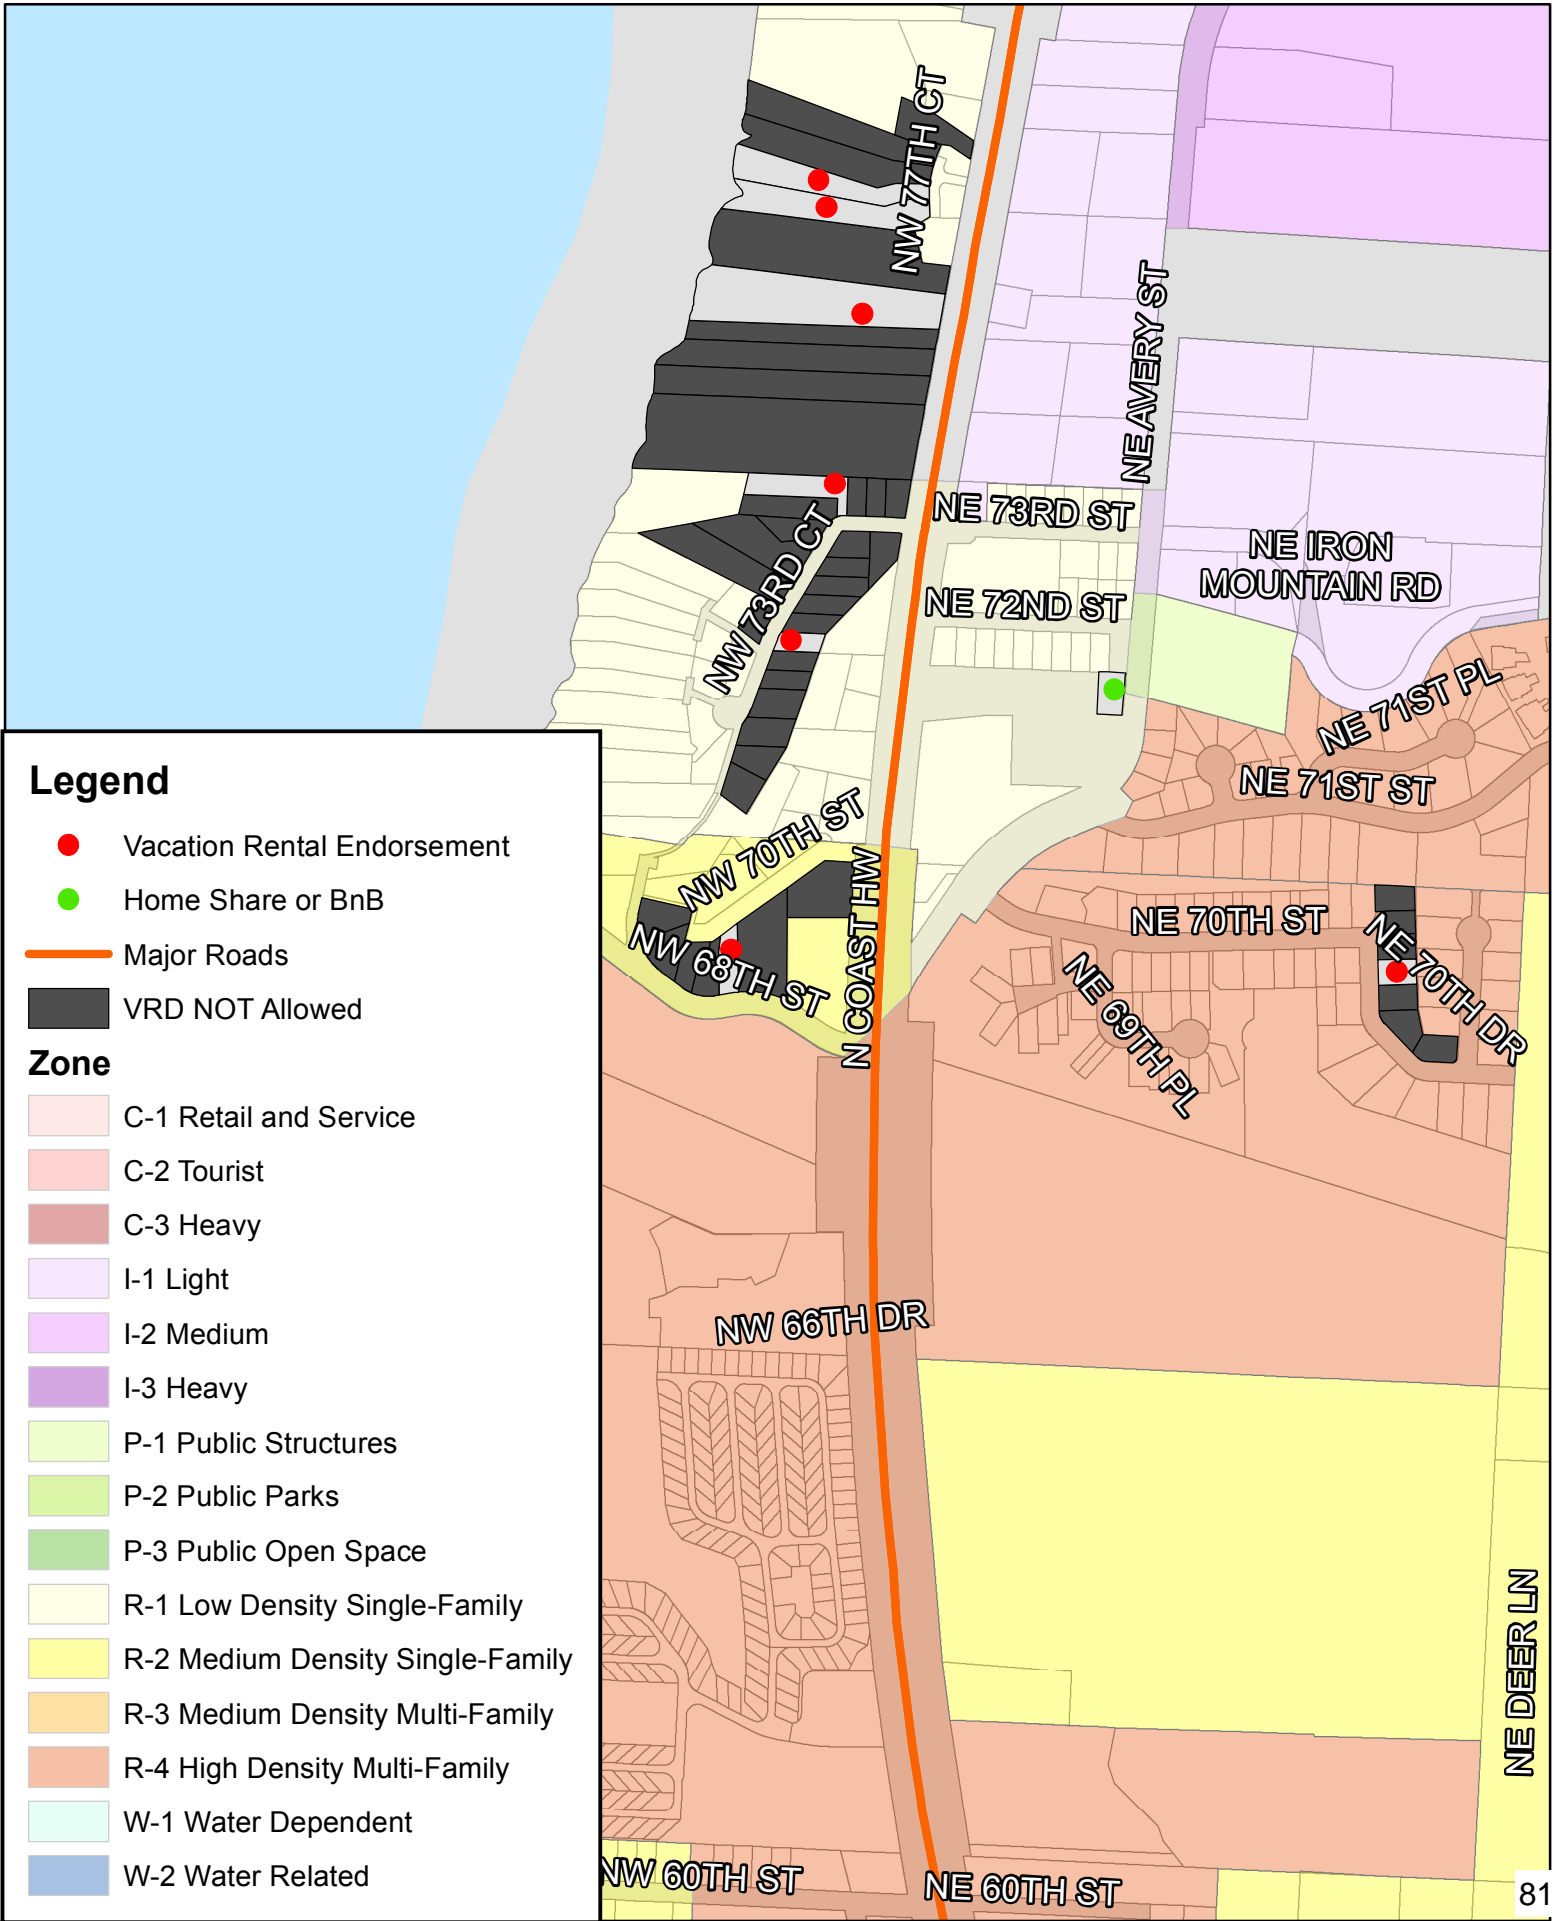 NW 77TH CT
NE AVERY ST
NE 73RD ST
NE IRON
MOUNTAIN RD
NW 73RD CT
NE 72ND ST
NE 71ST PL
NE 71ST ST
NW 70TH ST
N COAST HW
NE 70TH ST
NW 68TH ST
NE 70TH DR
NE 69TH PL
NW 66TH DR
NE DEER LN
NW 60TH ST
NE 60TH ST
Legend
Vacation Rental Endorsement
Home Share or BnB
Major Roads
VRD NOT Allowed
Zone
C-1 Retail and Service
C-2 Tourist
C-3 Heavy
I-1 Light
I-2 Medium
I-3 Heavy
P-1 Public Structures
P-2 Public Parks
P-3 Public Open Space
R-1 Low Density Single-Family
R-2 Medium Density Single-Family
R-3 Medium Density Multi-Family
R-4 High Density Multi-Family
W-1 Water Dependent
W-2 Water Related
81